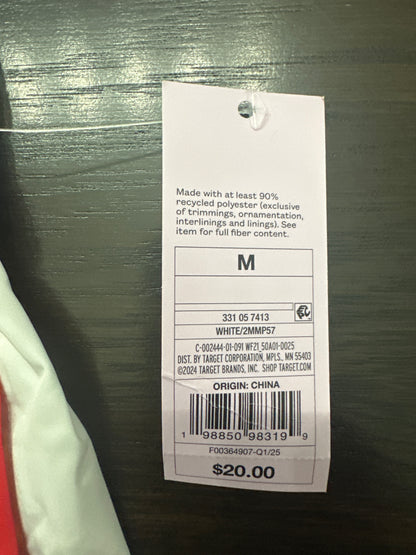 Made with at least 90%
recycled polyester (exclusive
of trimmings, ornamentation,
interlinings and linings). See
item for full fiber content.
M
331 05 7413
WHITE/2MMP57
C-002444-01-091 WF21_50A01-0025
DIST. BY TARGET CORPORATION, MPLS., MN 55403
©2024 TARGET BRANDS, INC. SHOP TARGET.COM
ORIGIN: CHINA
1 98850 98319 9
F00364907-Q1/25
$20.00